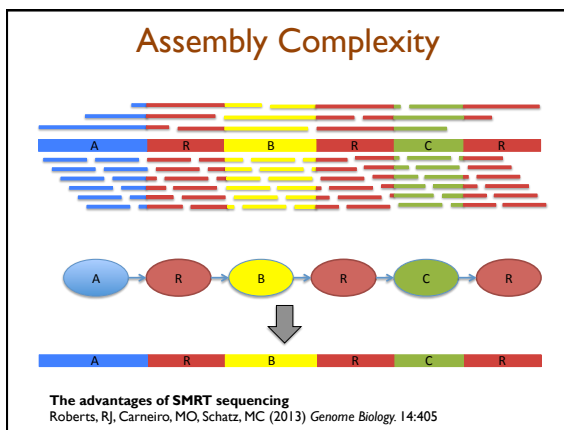 Assembly Complexity
A R B R C R
A R B R C R
A R B R C R
The advantages of SMRT sequencing
Roberts, RJ, Carneiro, MO, Schatz, MC (2013) Genome Biology. 14:405